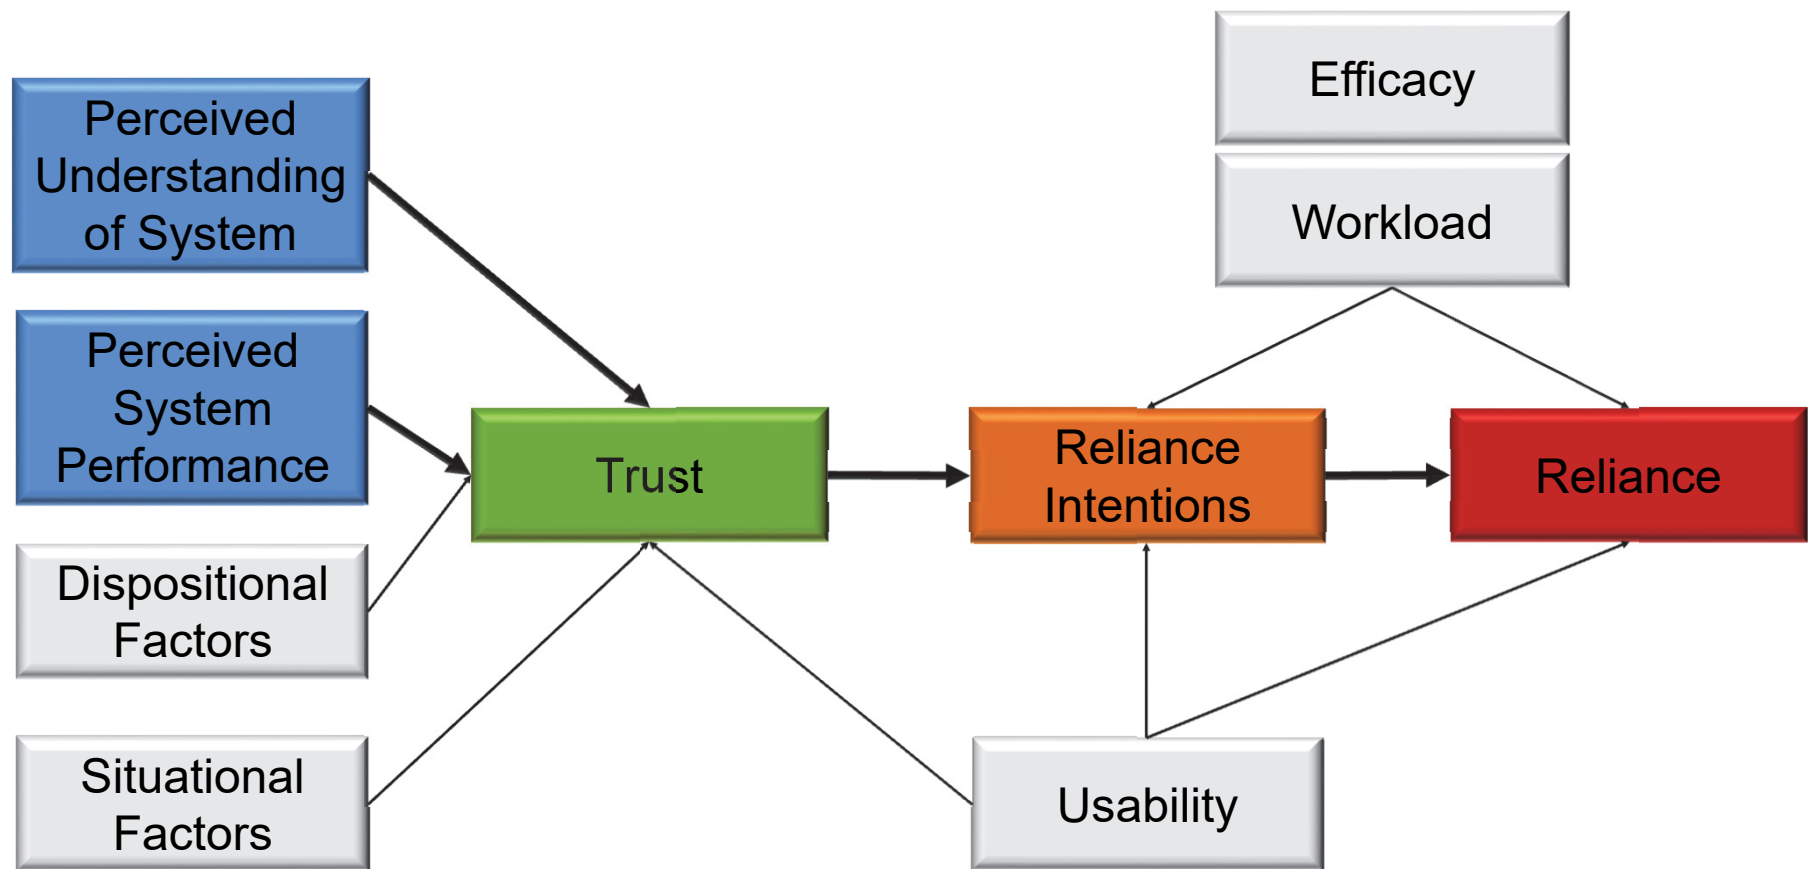 Perceived
Understanding
of System
Perceived
System
Performance
Dispositional
Factors
Situational
Factors
Trust
Efficacy
Workload
Reliance
Intentions
Reliance
Usability